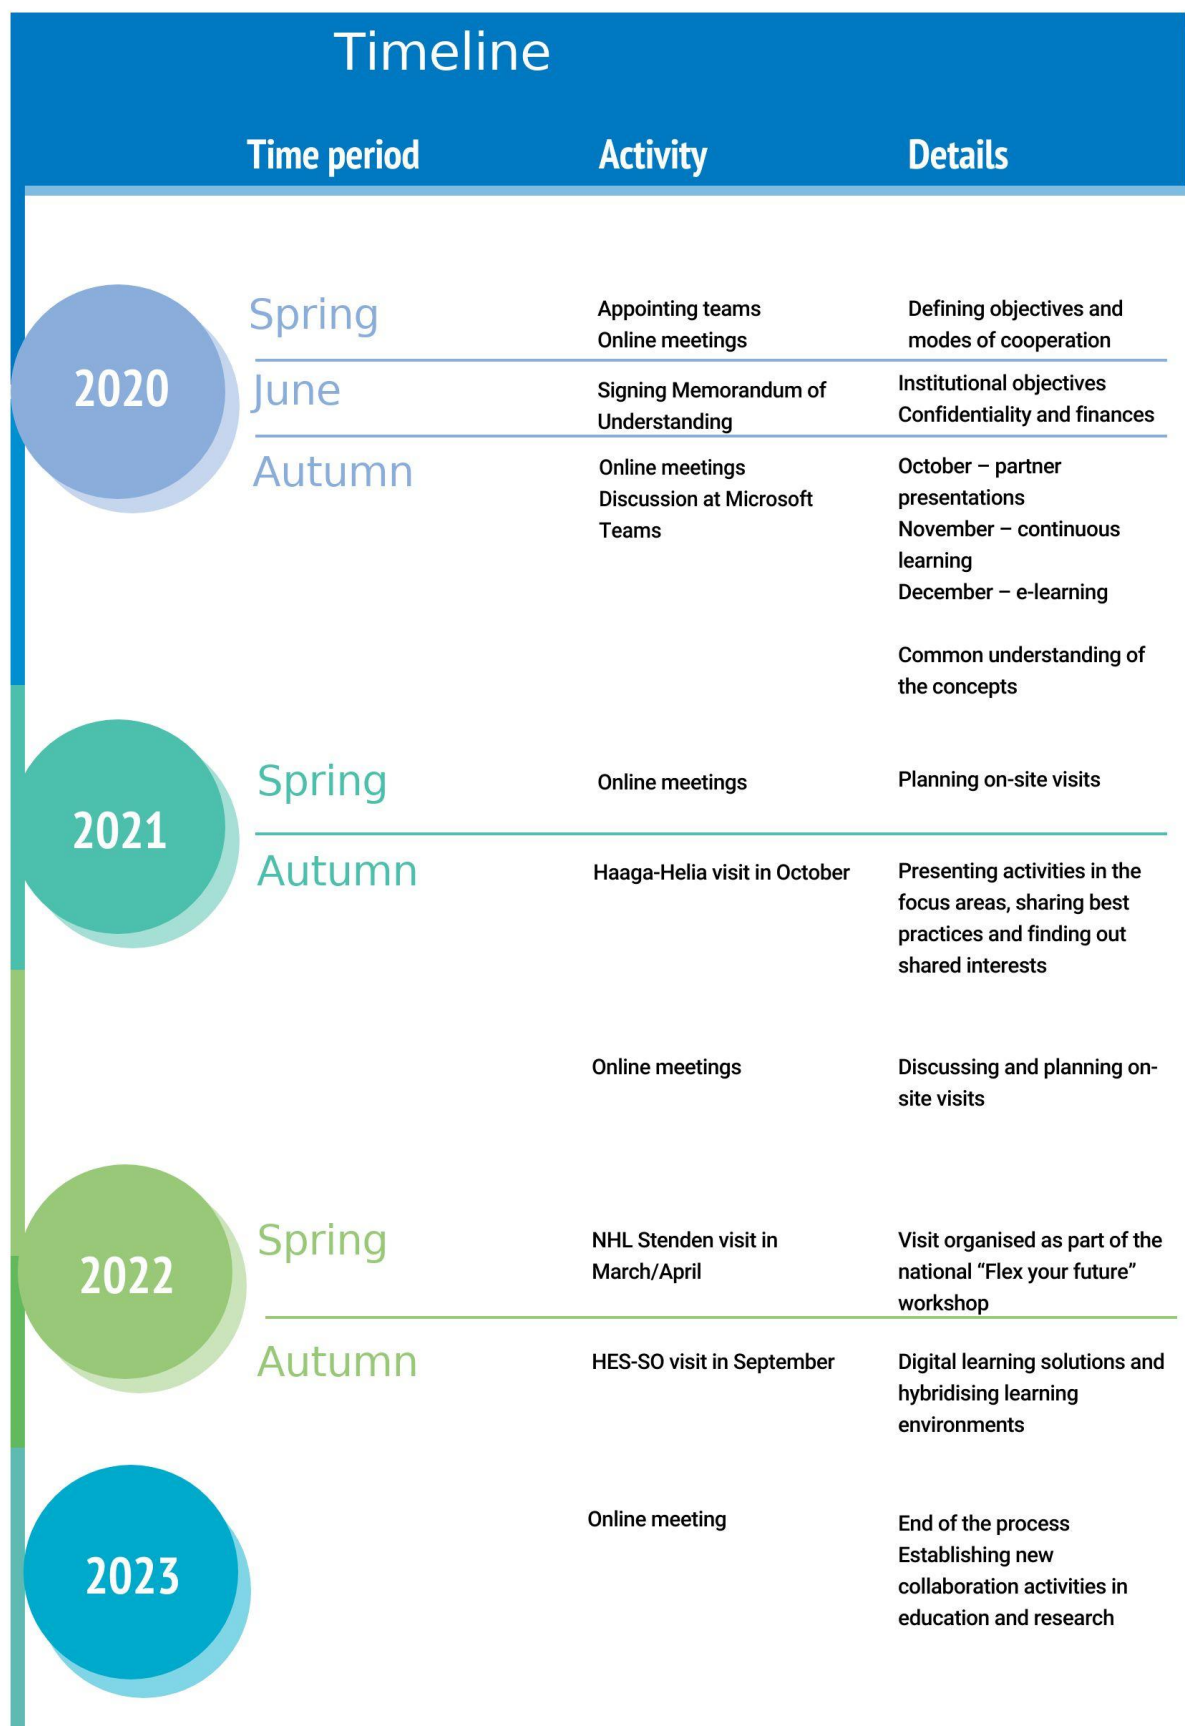 Timeline
Time period Activity Details
2020
Spring
Appointing teams
Online meetings
Defining objectives and
modes of cooperation
June
Signing Memorandum of
Understanding
Institutional objectives
Confidentiality and finances
Autumn
Online meetings
Discussion at Microsoft
Teams
October – partner
presentations
November – continuous
learning
December – e-learning
Common understanding of
the concepts
2021
Spring
Online meetings
Planning on-site visits
Autumn
Haaga-Helia visit in October
Presenting activities in the
focus areas, sharing best
practices and finding out
shared interests
Online meetings
Discussing and planning on-
site visits
2022
Spring
NHL Stenden visit in
March/April
Visit organised as part of the
national “Flex your future”
workshop
Autumn
HES-SO visit in September
Digital learning solutions and
hybridising learning
environments
2023
Online meeting
End of the process
Establishing new
collaboration activities in
education and research